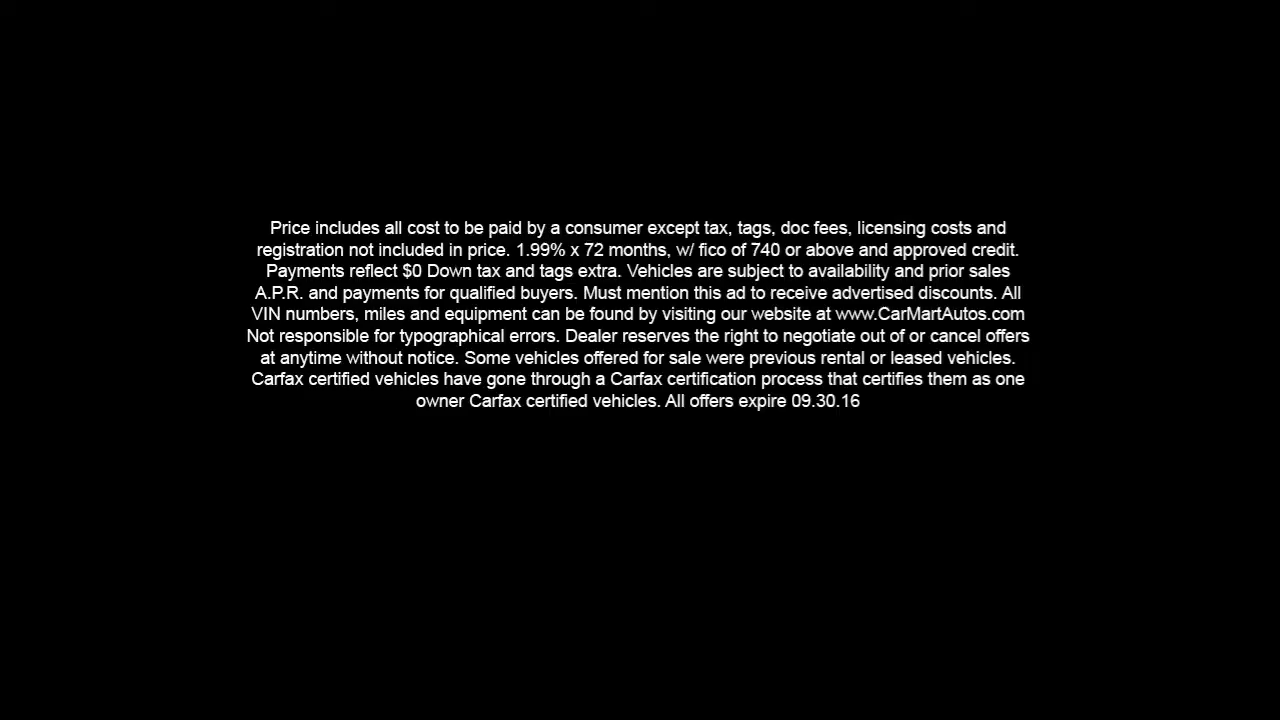 Price includes all cost to be paid by a consumer except tax, tags, doc fees, licensing costs and
registration not included in price. 1.99% x 72 months, w/ fico of 740 or above and approved credit.
Payments reflect $0 Down tax and tags extra. Vehicles are subject to availability and prior sales
A.P.R. and payments for qualified buyers. Must mention this ad to receive advertised discounts. All
VIN numbers, miles and equipment can be found by visiting our website at www.CarMartAutos.com
Not responsible for typographical errors. Dealer reserves the right to negotiate out of or cancel offers
at anytime without notice. Some vehicles offered for sale were previous rental or leased vehicles.
Carfax certified vehicles have gone through a Carfax certification process that certifies them as one
owner Carfax certified vehicles. All offers expire 09.30.16